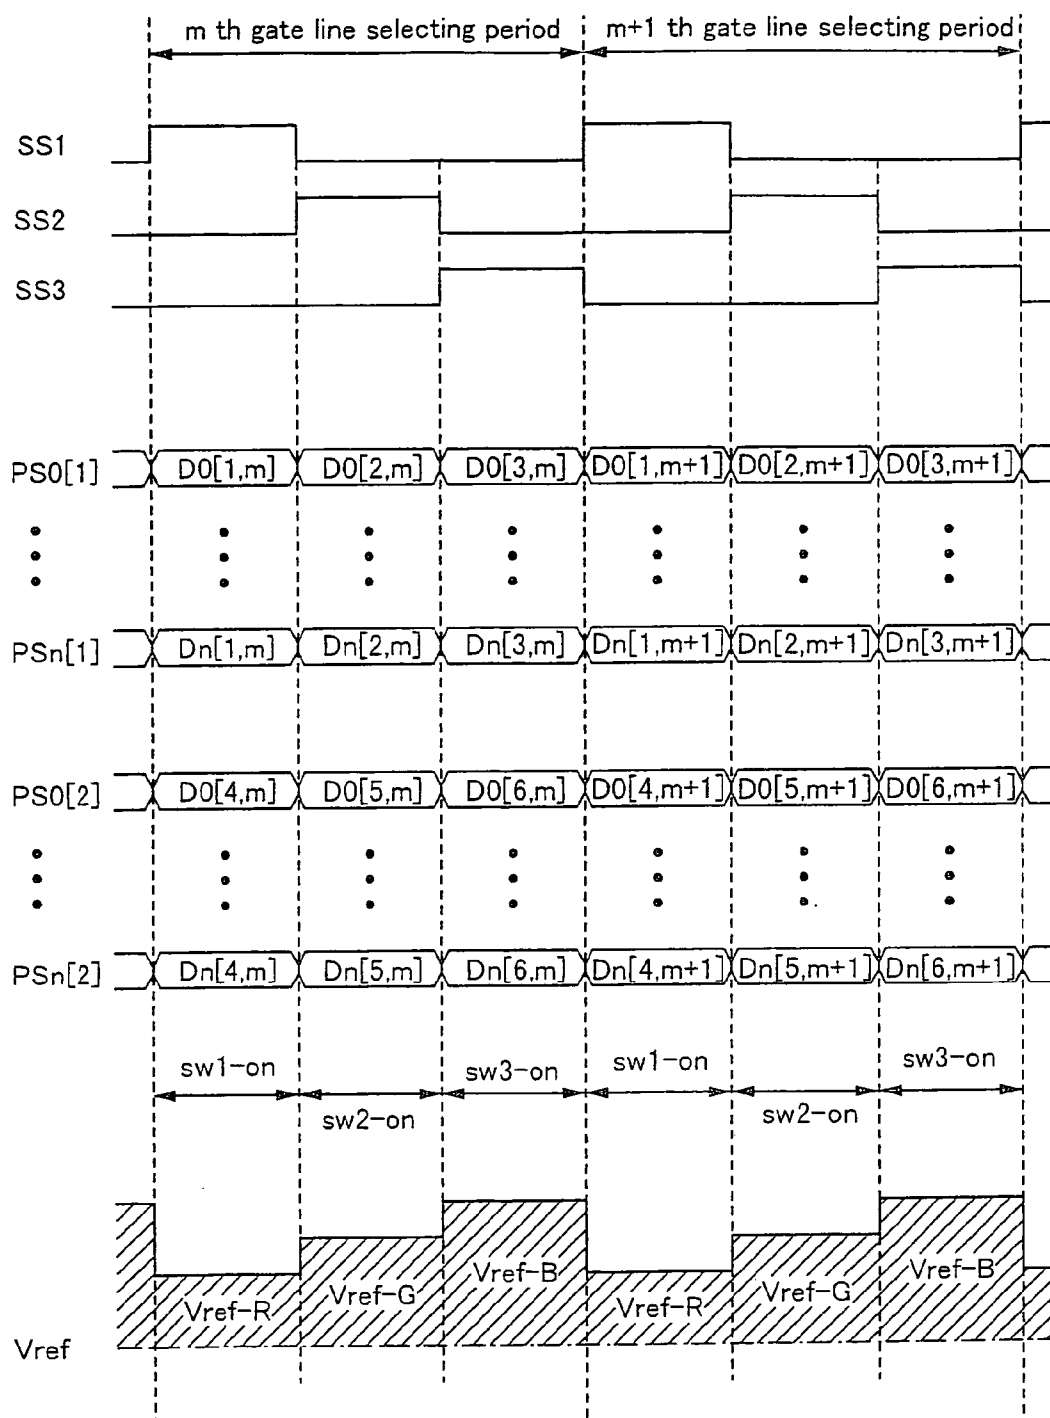 m th gate line selecting period m+1 th gate line selecting period
SS1
SS2
SS3
PS0[1] D0[1,m] D0[2,m] D0[3,m] D0[1,m+1] D0[2,m+1] D0[3,m+1]
PSn[1] Dn[1,m] Dn[2,m] Dn[3,m] Dn[1,m+1] Dn[2,m+1] Dn[3,m+1]
PS0[2] D0[4,m] D0[5,m] D0[6,m] D0[4,m+1] D0[5,m+1] D0[6,m+1]
PSn[2] Dn[4,m] Dn[5,m] Dn[6,m] Dn[4,m+1] Dn[5,m+1] Dn[6,m+1]
sw1-on sw3-on sw1-on sw3-on
sw2-on sw2-on
Vref-R Vref-G Vref-B Vref-R Vref-G Vref-B
Vref